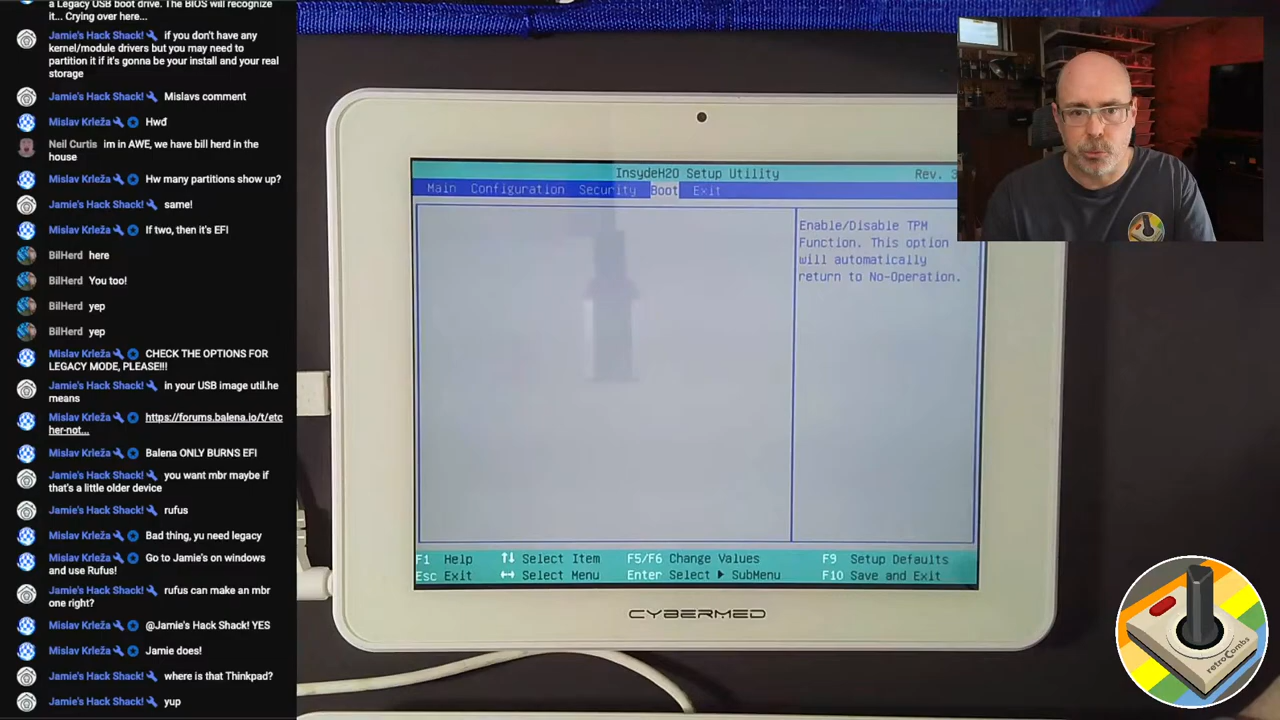 a Legacy USB boot drive. The BIOS will recognize
it... Crying over here...
Jamie's Hack Shack! if you don't have any
kernel/module drivers but you may need to
partition it if it's gonna be your install and your real
storage
Jamie's Hack Shack! Mislavs comment
Mislav Krleža Hwđ
Neil Curtis im in AWE, we have bill herd in the
house
Mislav Krleža Hw many partitions show up?
Jamie's Hack Shack! same!
Mislav Krleža If two, then it's EFI
BilHerd here
BilHerd You too!
BilHerd yep
BilHerd yep
Mislav Krleža CHECK THE OPTIONS FOR
LEGACY MODE, PLEASE!!!
Jamie's Hack Shack! in your USB image util.he
means
Mislav Krleža https://forums.balena.io/t/etc
her-not...
Mislav Krleža Balena ONLY BURNS EFI
Jamie's Hack Shack! you want mbr maybe if
that's a little older device
Jamie's Hack Shack! rufus
Mislav Krleža Bad thing, yu need legacy
Mislav Krleža Go to Jamie's on windows
and use Rufus!
Jamie's Hack Shack! rufus can make an mbr
one right?
Mislav Krleža @Jamie's Hack Shack! YES
Mislav Krleža Jamie does!
Jamie's Hack Shack! where is that Thinkpad?
Jamie's Hack Shack! yup
InsydeH2O Setup Utility Rev. 3
Main Configuration Security Boot Exit
Enable/Disable TPM
Function. This option
will automatically
return to No-Operation.
F1 Help ↑↓ Select Item F5/F6 Change Values F9 Setup Defaults
Esc Exit ↔ Select Menu Enter Select ▶ SubMenu F10 Save and Exit
CYBERMED
retroCombs